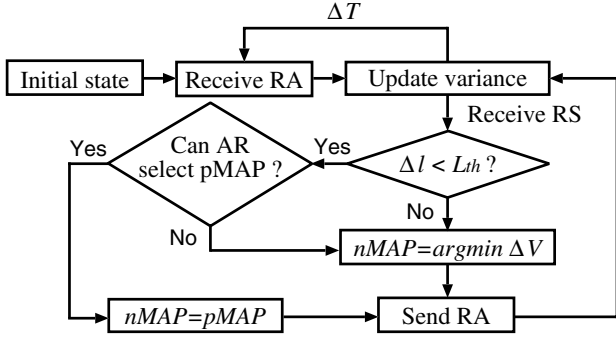 ΔT
Initial state
Receive RA
Update variance
Receive RS
Can AR
select pMAP ?
Yes
Yes
Δl < Lth ?
No
No
nMAP=argmin ΔV
nMAP=pMAP
Send RA